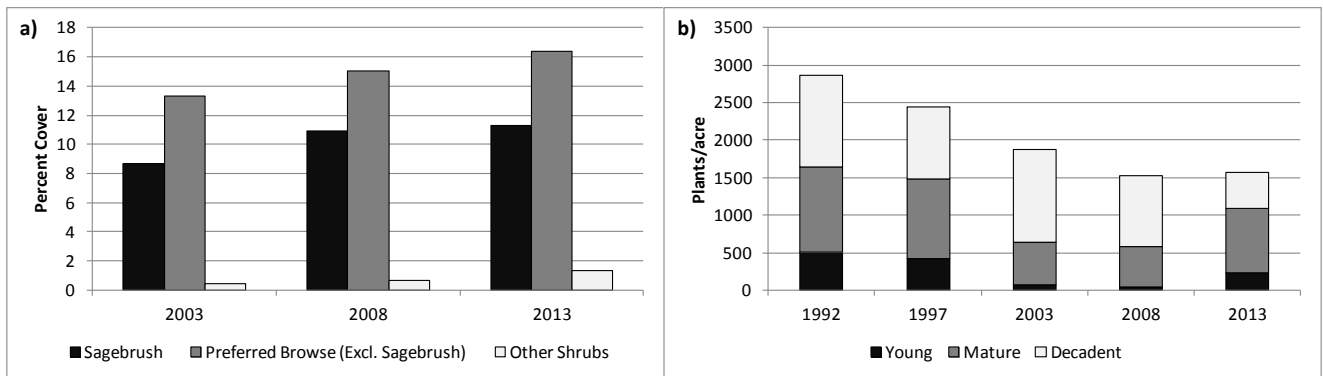 a)
Percent Cover
18
16
14
12
10
8
6
4
2
0
2003 2008 2013
Sagebrush Preferred Browse (Excl. Sagebrush) Other Shrubs
b)
Plants/acre
3500
3000
2500
2000
1500
1000
500
0
1992 1997 2003 2008 2013
Young Mature Decadent